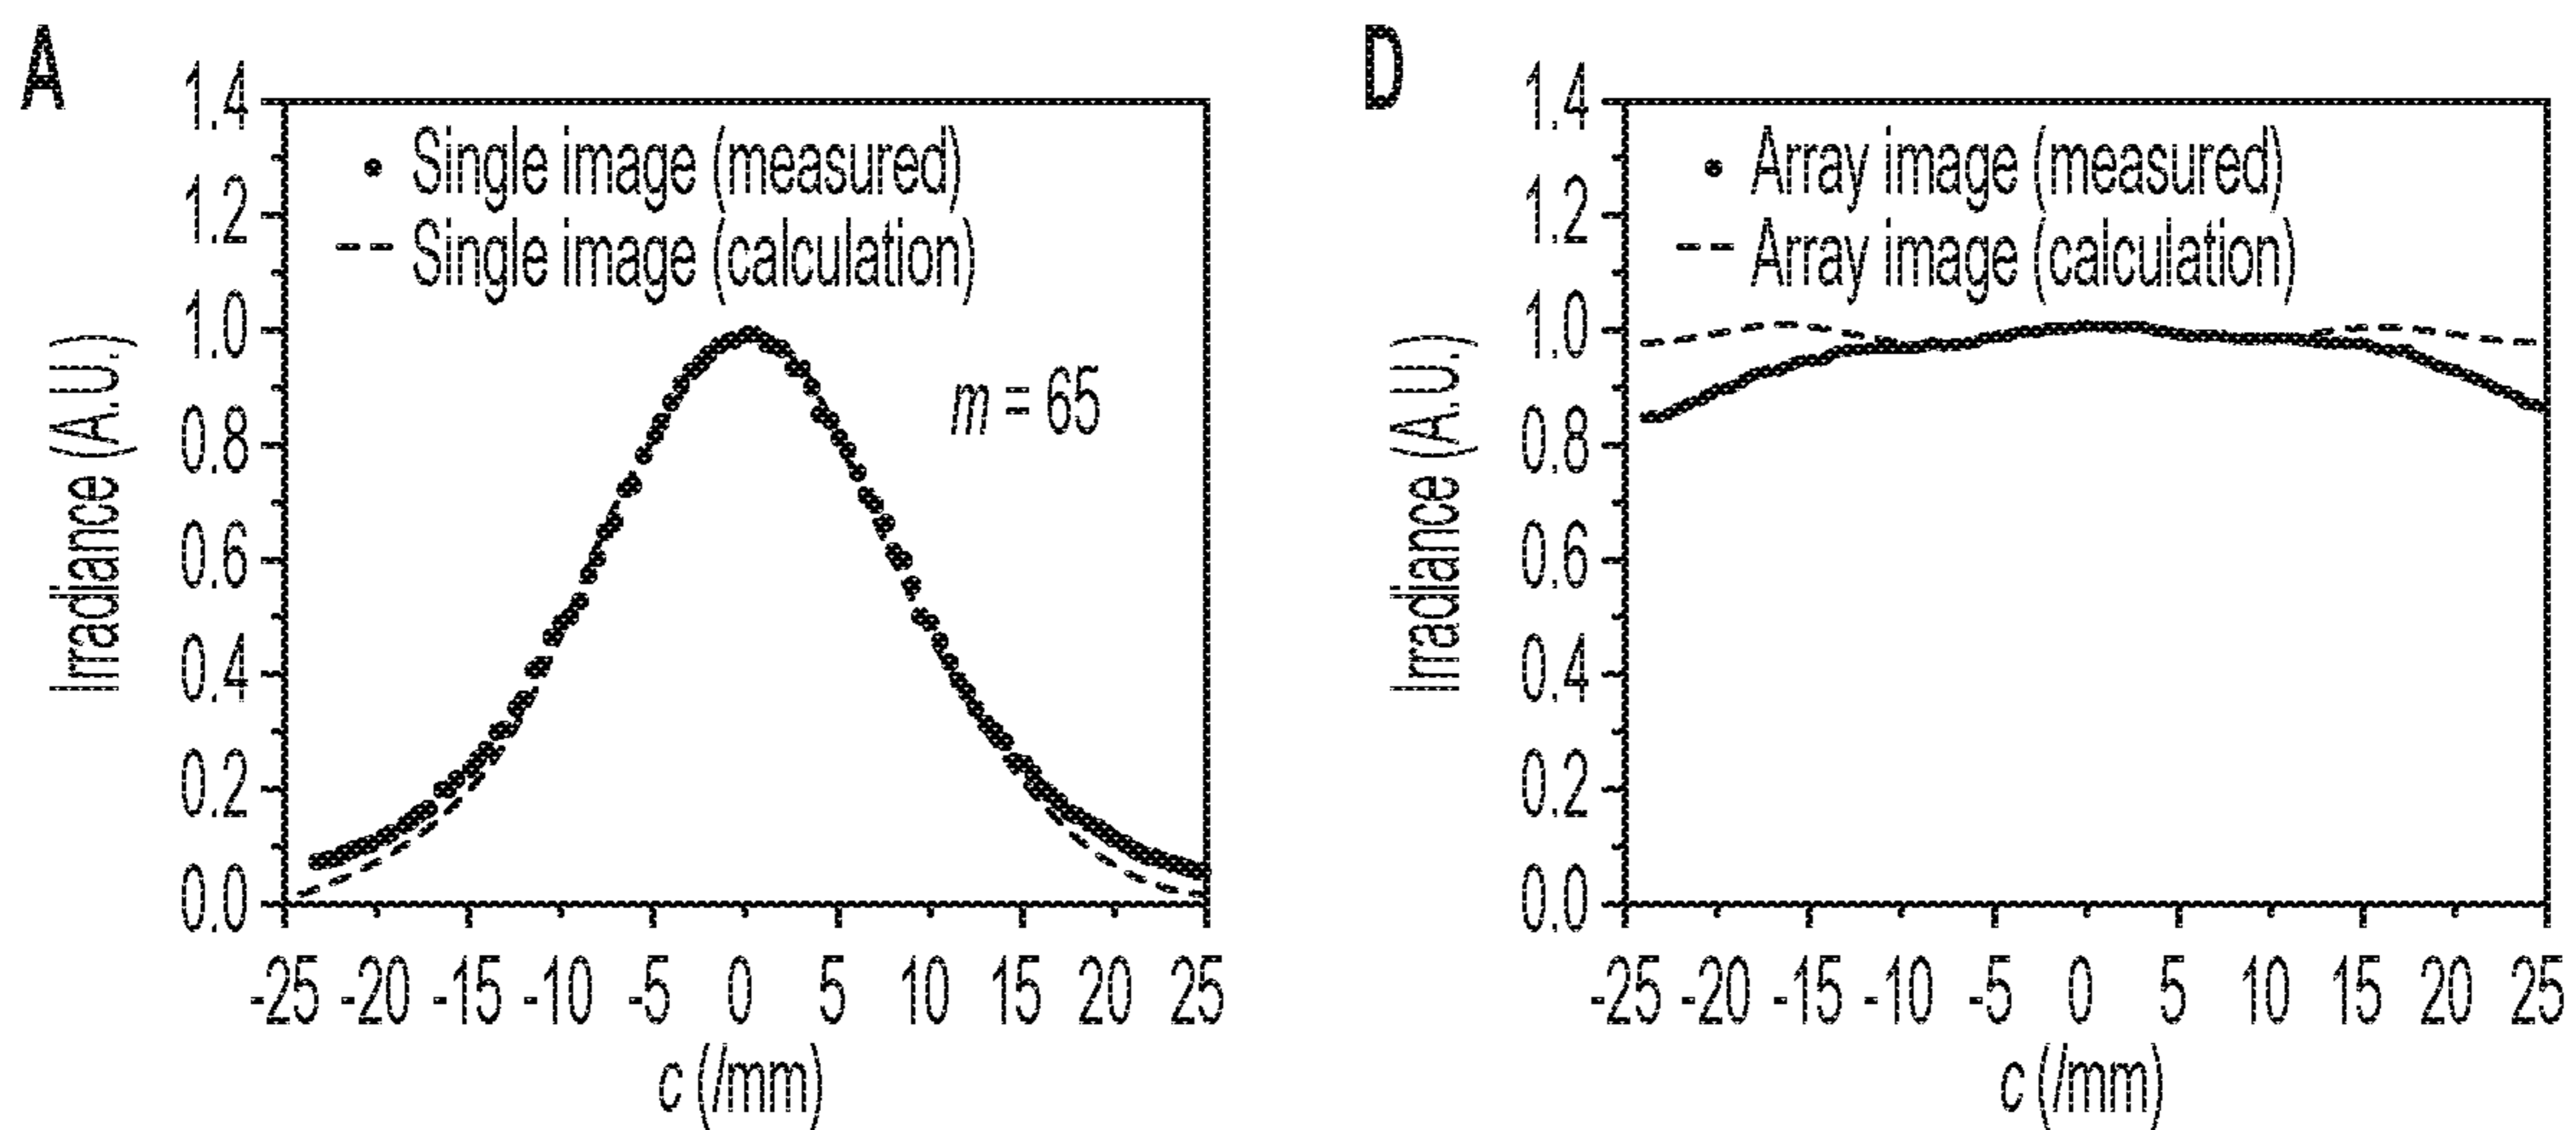 A
1.4
1.2
1.0
0.8
0.6
0.4
0.2
0.0
Irradiance (A.U.)
Single image (measured)
Single image (calculation)
m = 65
-25 -20 -15 -10 -5 0 5 10 15 20 25
c (/mm)
D
1.4
1.2
1.0
0.8
0.6
0.4
0.2
0.0
Irradiance (A.U.)
Array image (measured)
Array image (calculation)
-25 -20 -15 -10 -5 0 5 10 15 20 25
c (/mm)